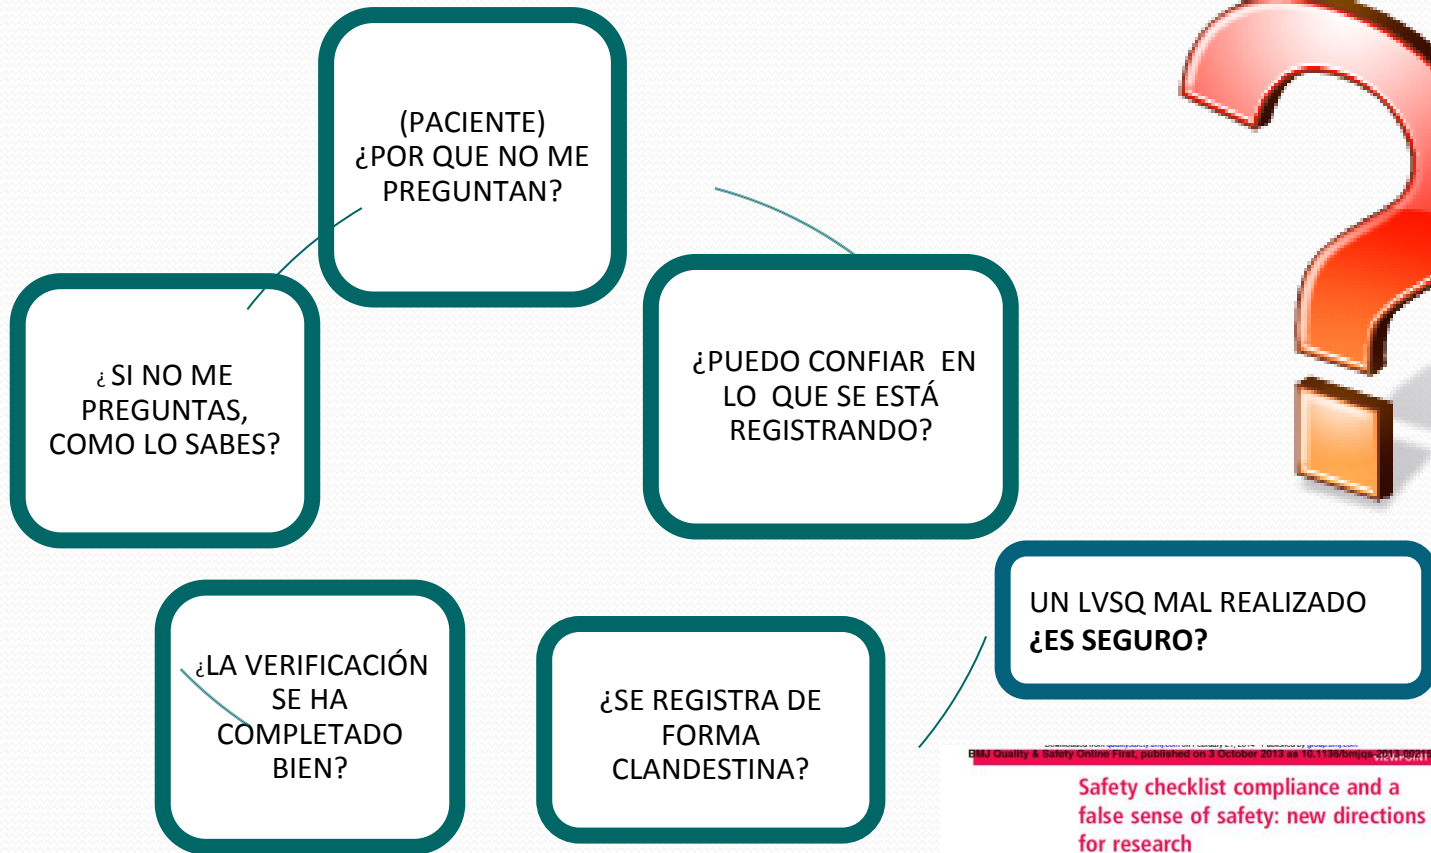 (PACIENTE)
¿POR QUE NO ME
PREGUNTAN?
¿ SI NO ME
PREGUNTAS,
COMO LO SABES?
¿PUEDO CONFIAR EN
LO QUE SE ESTÁ
REGISTRANDO?
¿LA VERIFICACIÓN
SE HA
COMPLETADO
BIEN?
¿SE REGISTRA DE
FORMA
CLANDESTINA?
UN LVSQ MAL REALIZADO
¿ES SEGURO?
BMJ Quality & Safety Online First, published on 3 October 2013 as 10.1136/bmjqs-2013-00219
VIEWPOINT
Safety checklist compliance and a
false sense of safety: new directions
for research